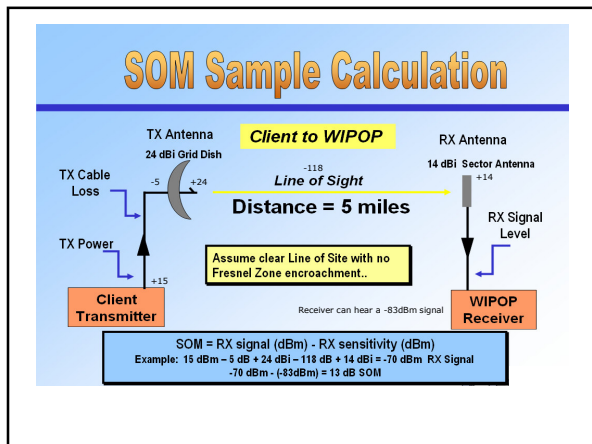 SOM Sample Calculation
TX Antenna
Client to WIPOP
RX Antenna
24 dBi Grid Dish
-118
14 dBi Sector Antenna
TX Cable
Loss
-5
+24
Line of Sight
+14
Distance = 5 miles
RX Signal
Level
TX Power
Assume clear Line of Site with no
Fresnel Zone encroachment..
+15
Client
Transmitter
Receiver can hear a -83dBm signal
WIPOP
Receiver
SOM = RX signal (dBm) - RX sensitivity (dBm)
Example: 15 dBm – 5 dB + 24 dBi – 118 dB + 14 dBi = -70 dBm RX Signal
-70 dBm - (-83dBm) = 13 dB SOM